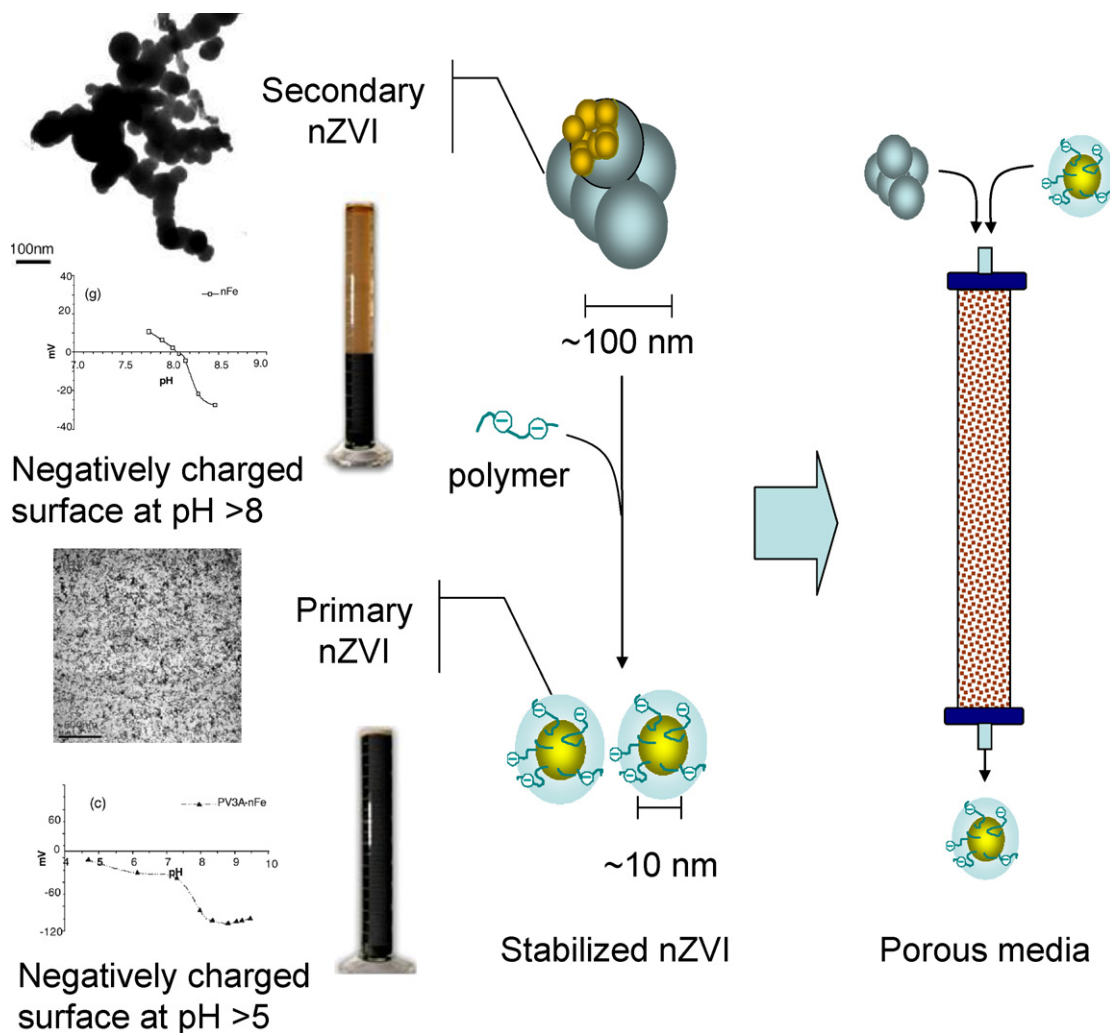 Secondary
nZVI
100nm
~100 nm
(g)
nFe
40
20
0
-20
-40
mV
7.0
7.5
8.0
8.5
9.0
pH
Negatively charged
surface at pH >8
polymer
Primary
nZVI
~10 nm
(c)
PV3A-nFe
60
0
-60
-120
mV
4
5
6
7
8
9
10
pH
Negatively charged
surface at pH >5
Stabilized nZVI
Porous media